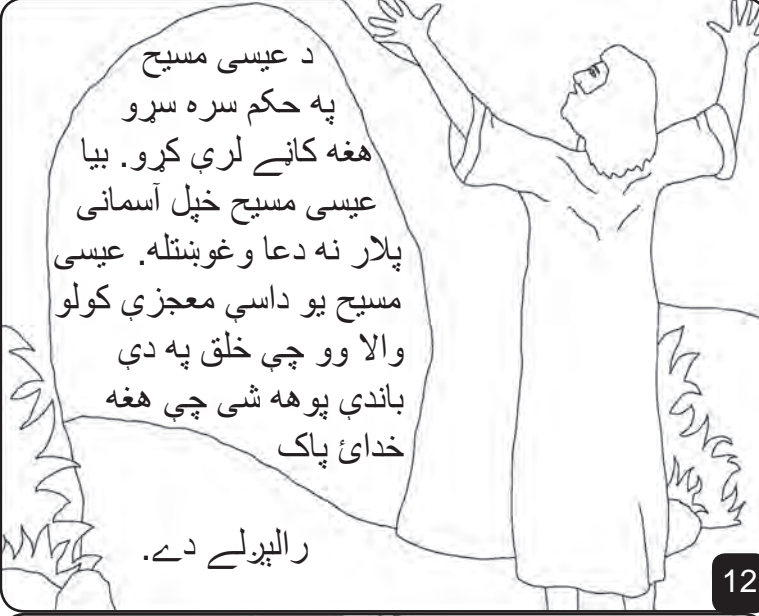 د عیسی مسیح
په حکم سره سړو
هغه کاڼے لرې کړو. بیا
عیسی مسیح خپل آسمانی
پلار نه دعا وغوښتله. عیسی
مسیح یو داسې معجزې کولو
والا وو چې خلق په دې
باندې پوهه شی چې هغه
خدائ پاک
رالیږلے دے.
12